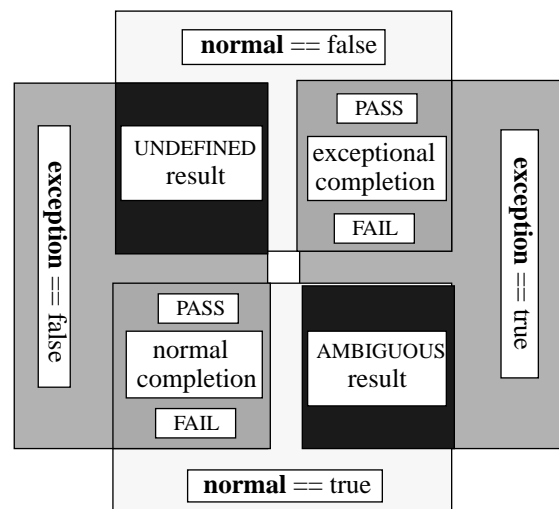 normal == false
PASS
UNDEFINED
result
exceptional
completion
FAIL
exception == false
exception == true
PASS
normal
completion
FAIL
AMBIGUOUS
result
normal == true